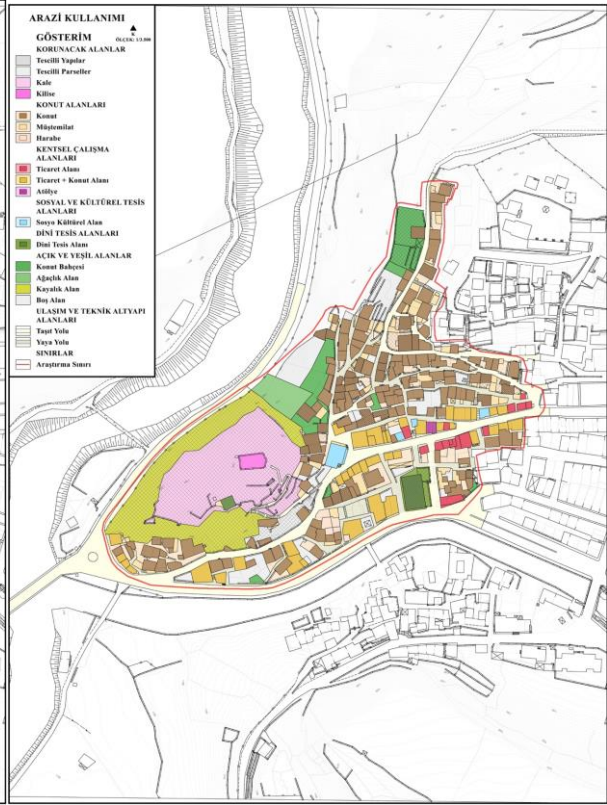 ARAZİ KULLANIMI
GÖSTERİM
ÖLÇEK: 1/2.000
KORUNACAK ALANLAR
Tescilli Yapılar
Tescilli Parseller
Kale
Kilise
KONUT ALANLARI
Konut
Müştemilat
Harabe
KENTSEL ÇALIŞMA
ALANLARI
Ticaret Alanı
Ticaret + Konut Alanı
Atölye
SOSYAL VE KÜLTÜREL TESİS
ALANLARI
Sosyo Kültürel Alan
DİNİ TESİS ALANLARI
Dini Tesis Alanı
AÇIK VE YEŞİL ALANLAR
Konut Bahçesi
Ağaçlık Alan
Kayalık Alan
Boş Alan
ULAŞIM VE TEKNİK ALTYAPI
ALANLARI
Taşıt Yolu
Yaya Yolu
SINIRLAR
Araştırma Sınırı